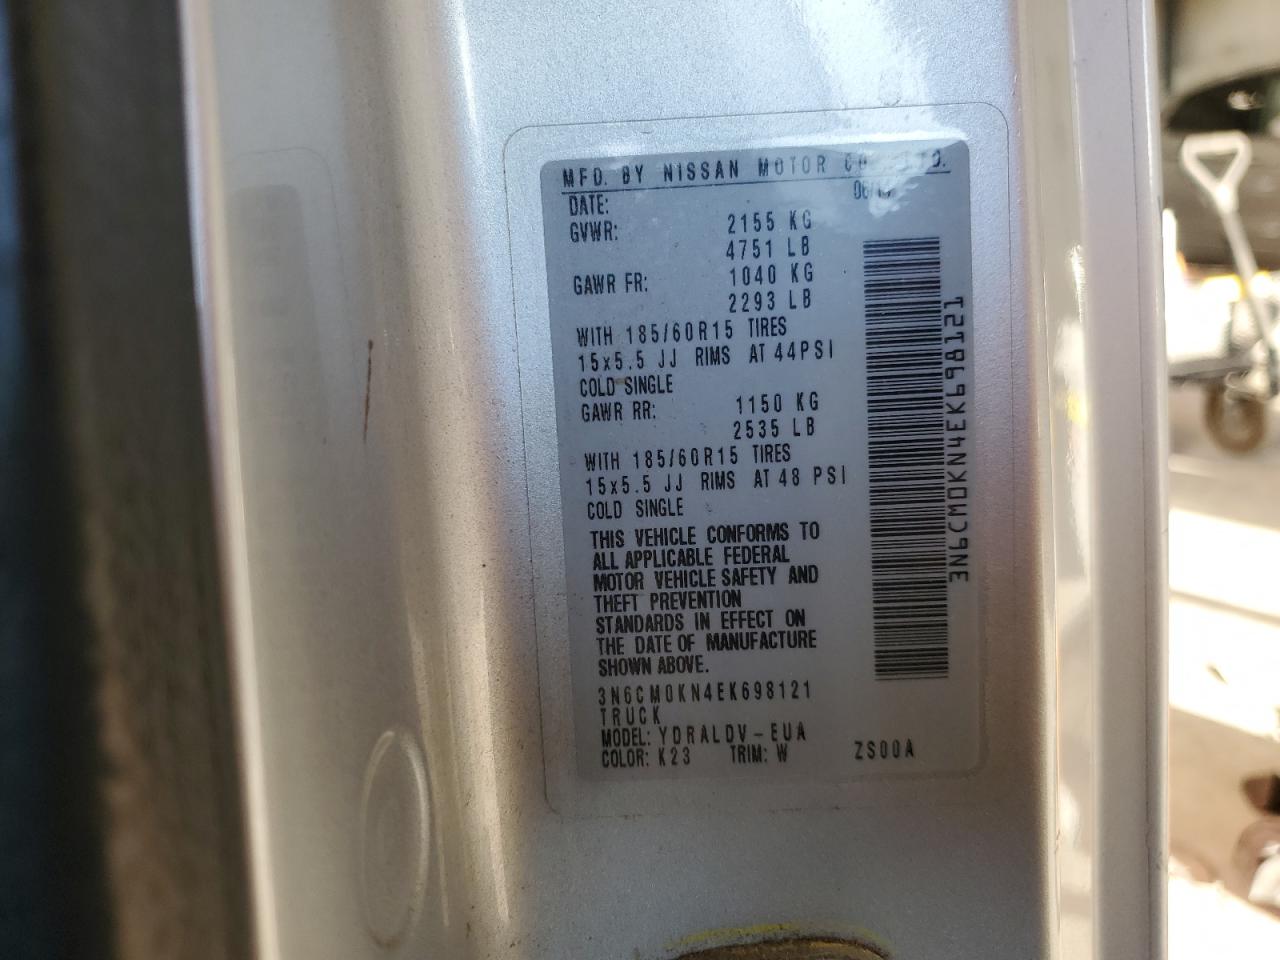 MFD. BY NISSAN MOTOR CO., LTD.
DATE: 06/14
GVWR: 2155 KG
4751 LB
GAWR FR: 1040 KG
2293 LB
WITH 185/60R15 TIRES
15x5.5 JJ RIMS AT 44PSI
COLD SINGLE
GAWR RR: 1150 KG
2535 LB
WITH 185/60R15 TIRES
15x5.5 JJ RIMS AT 48 PSI
COLD SINGLE
THIS VEHICLE CONFORMS TO
ALL APPLICABLE FEDERAL
MOTOR VEHICLE SAFETY AND
THEFT PREVENTION
STANDARDS IN EFFECT ON
THE DATE OF MANUFACTURE
SHOWN ABOVE.
3N6CM0KN4EK698121
TRUCK
MODEL: YDRALDV-EUA
COLOR: K23 TRIM: W ZS00A
3N6CM0KN4EK698121